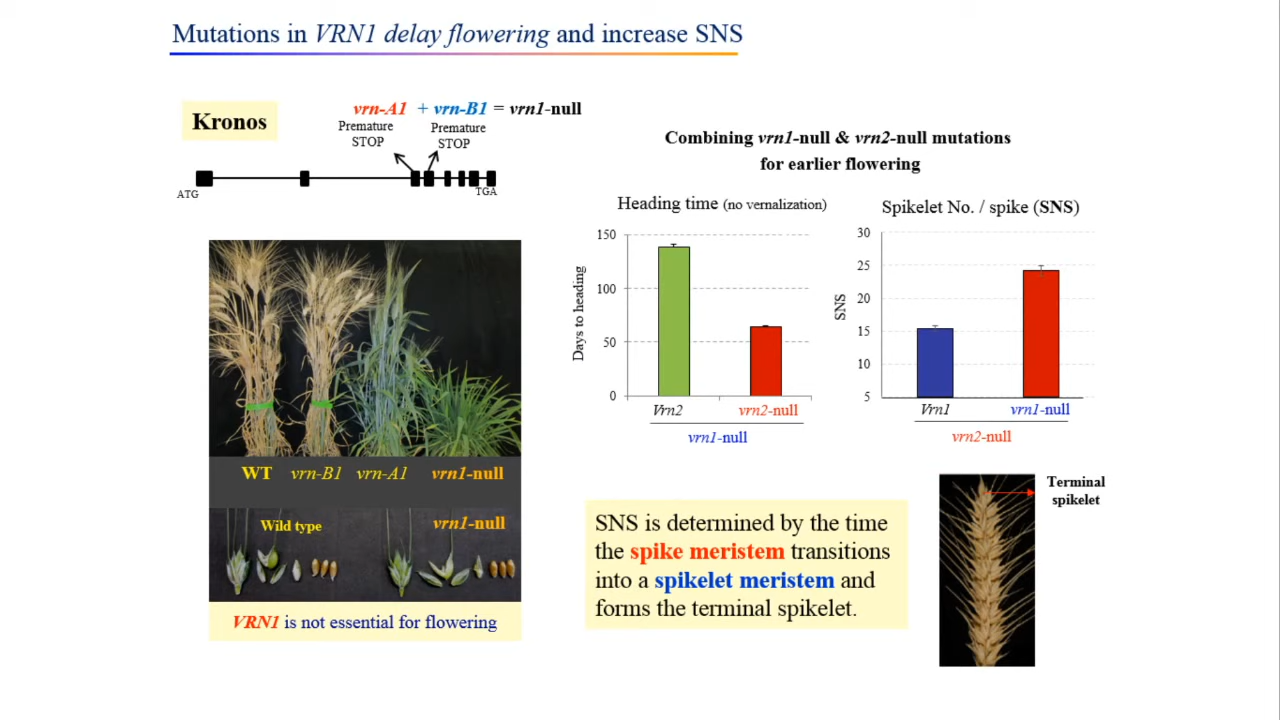 Mutations in VRN1 delay flowering and increase SNS
Kronos
vrn-A1 + vrn-B1 = vrn1-null
Premature STOP
Premature STOP
ATG
TGA
WT vrn-B1 vrn-A1 vrn1-null
Wild type vrn1-null
VRN1 is not essential for flowering
Combining vrn1-null & vrn2-null mutations
for earlier flowering
Heading time (no vernalization)
Days to heading
150
100
50
0
Vrn2 vrn2-null
vrn1-null
Spikelet No. / spike (SNS)
SNS
30
25
20
15
10
5
Vrn1 vrn1-null
vrn2-null
SNS is determined by the time
the spike meristem transitions
into a spikelet meristem and
forms the terminal spikelet.
Terminal
spikelet